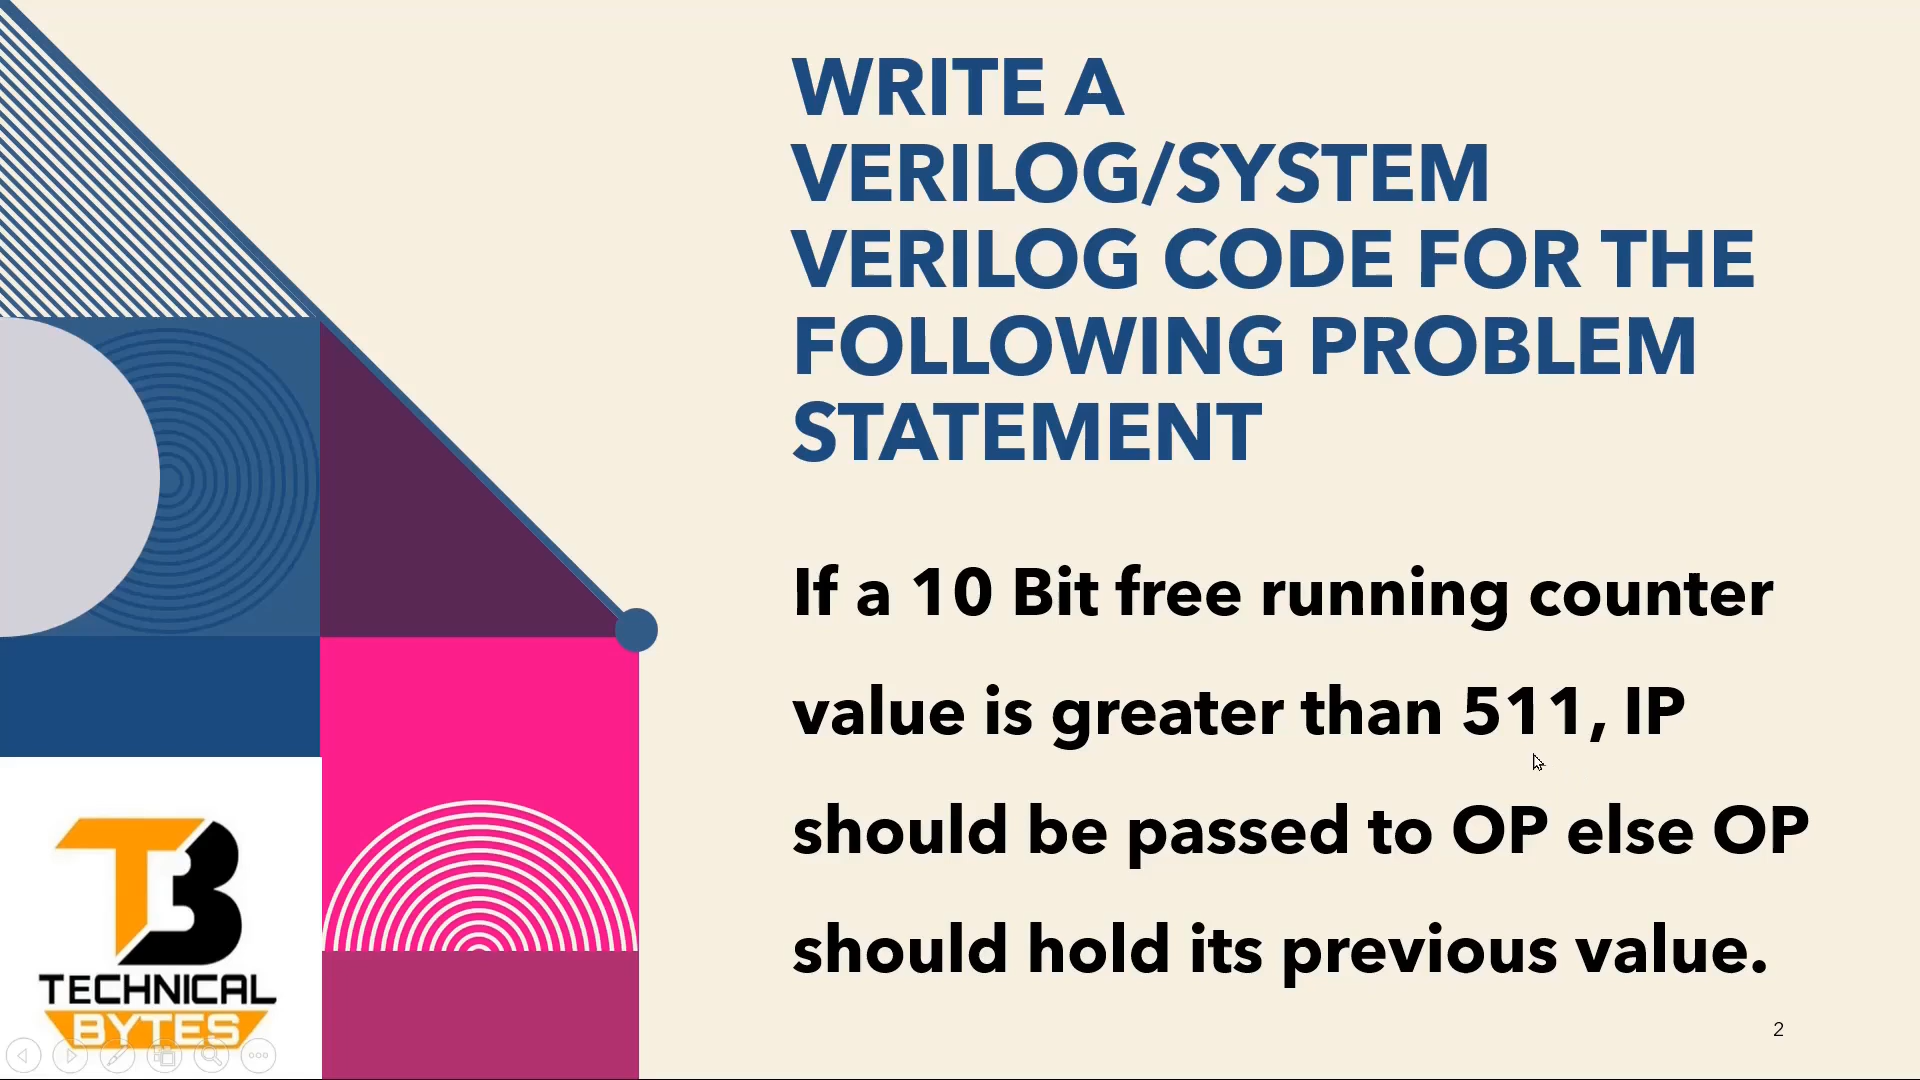 WRITE A
VERILOG/SYSTEM
VERILOG CODE FOR THE
FOLLOWING PROBLEM
STATEMENT
If a 10 Bit free running counter
value is greater than 511, IP
should be passed to OP else OP
should hold its previous value.
TB
TECHNICAL
BYTES
2